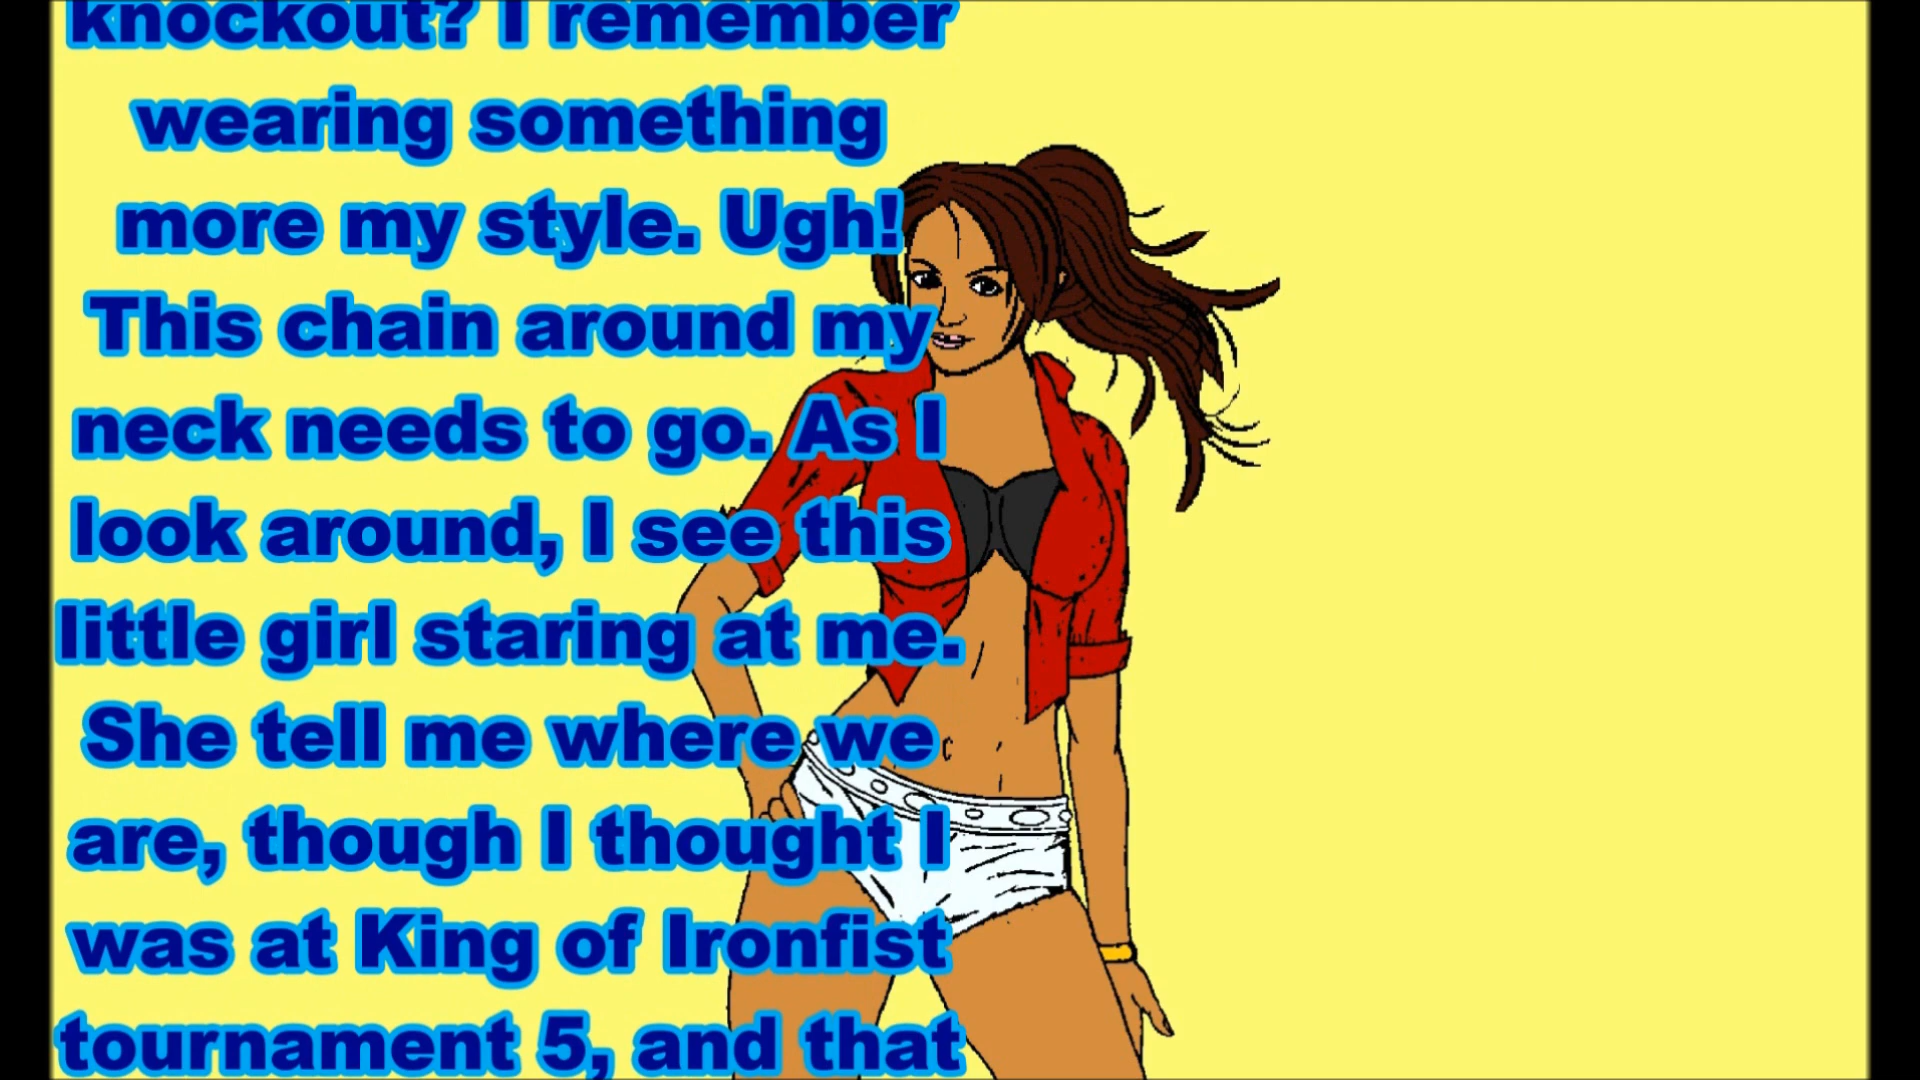 knockout? I remember
wearing something
more my style. Ugh!
This chain around my
neck needs to go. As I
look around, I see this
little girl staring at me.
She tell me where we
are, though I thought I
was at King of Ironfist
tournament 5, and that